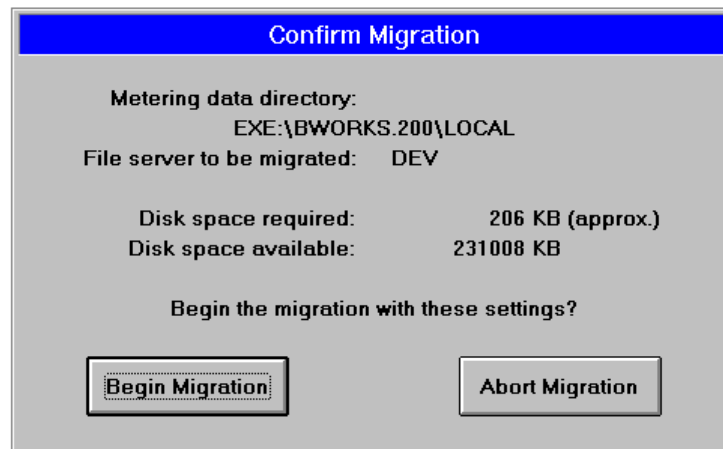 Confirm Migration
Metering data directory:
EXE:\BWORKS.200\LOCAL
File server to be migrated: DEV
Disk space required: 206 KB (approx.)
Disk space available: 231008 KB
Begin the migration with these settings?
Begin Migration Abort Migration